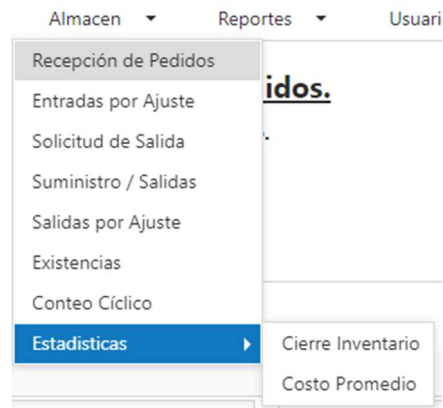 Almacen Reportes Usuari
Recepción de Pedidos
idos.
Entradas por Ajuste
Solicitud de Salida
Suministro / Salidas
Salidas por Ajuste
Existencias
Conteo Cíclico
Estadisticas
Cierre Inventario
Costo Promedio